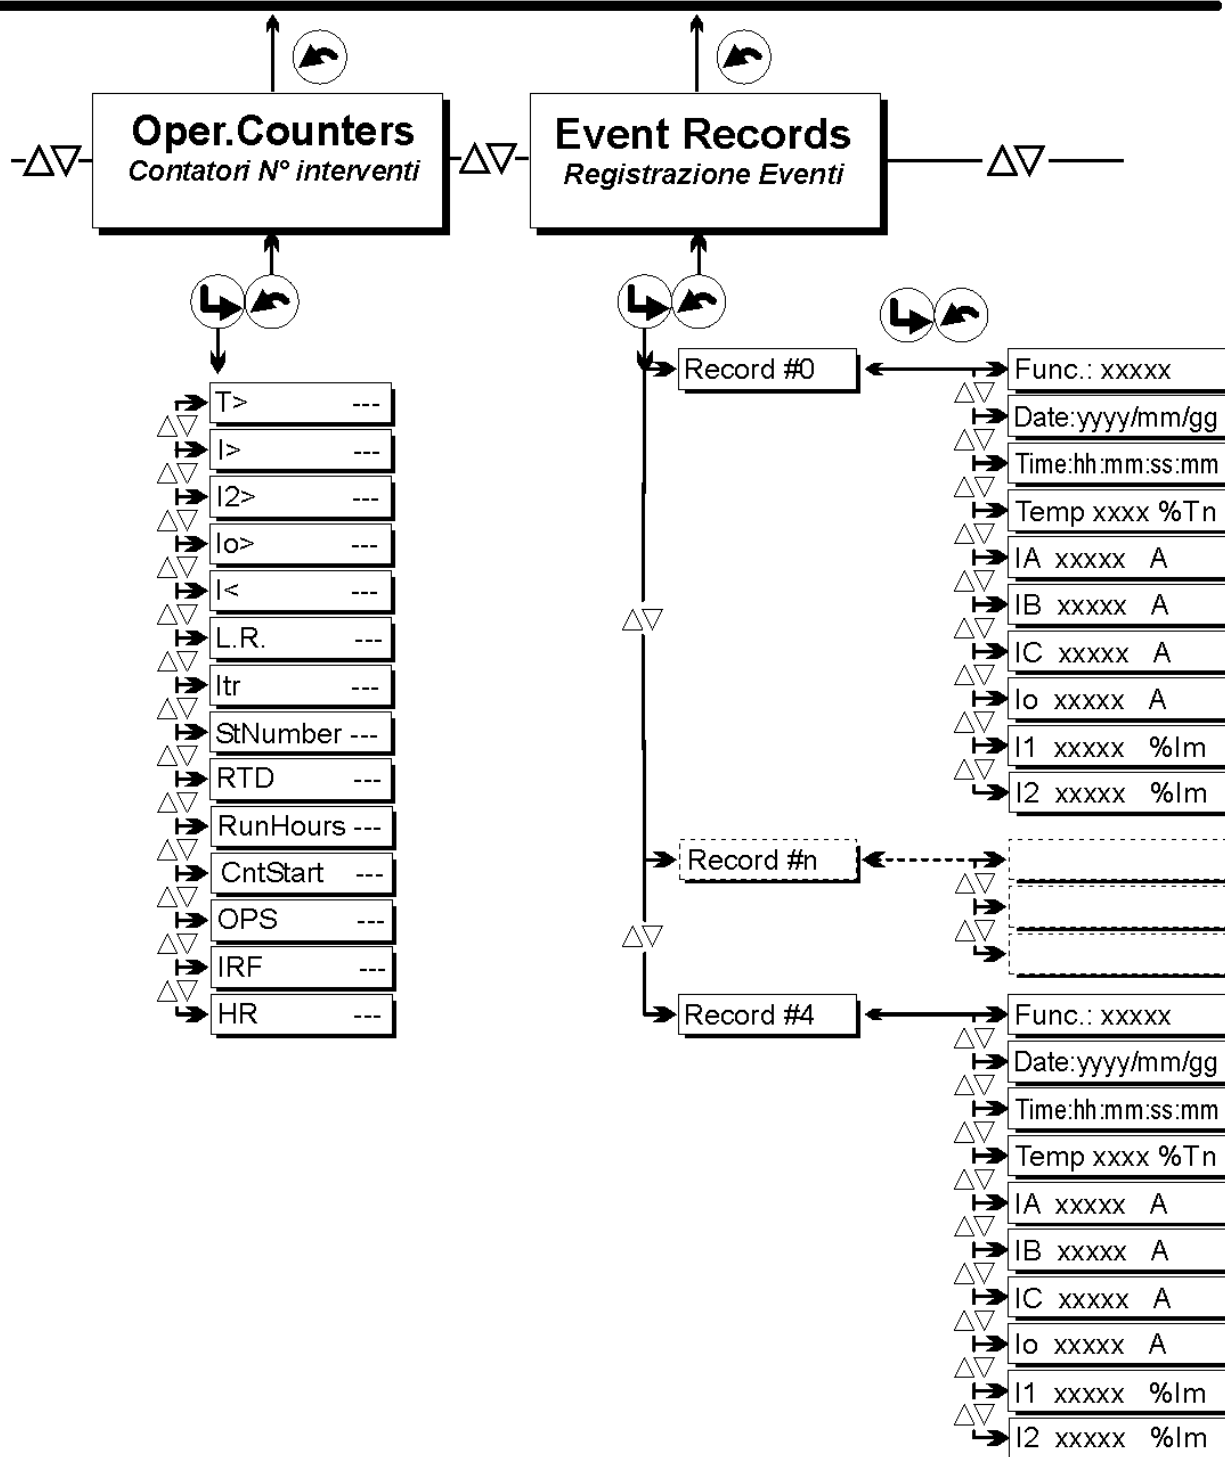 Oper.Counters
Contatori N° interventi
T> ---
I> ---
I2> ---
Io> ---
I< ---
L.R. ---
Itr ---
StNumber ---
RTD ---
RunHours ---
CntStart ---
OPS ---
IRF ---
HR ---
Event Records
Registrazione Eventi
Record #0
Func.: xxxxx
Date:yyyy/mm/gg
Time:hh:mm:ss:mm
Temp xxxx %Tn
IA xxxxx A
IB xxxxx A
IC xxxxx A
Io xxxxx A
I1 xxxxx %Im
I2 xxxxx %Im
Record #n
Record #4
Func.: xxxxx
Date:yyyy/mm/gg
Time:hh:mm:ss:mm
Temp xxxx %Tn
IA xxxxx A
IB xxxxx A
IC xxxxx A
Io xxxxx A
I1 xxxxx %Im
I2 xxxxx %Im